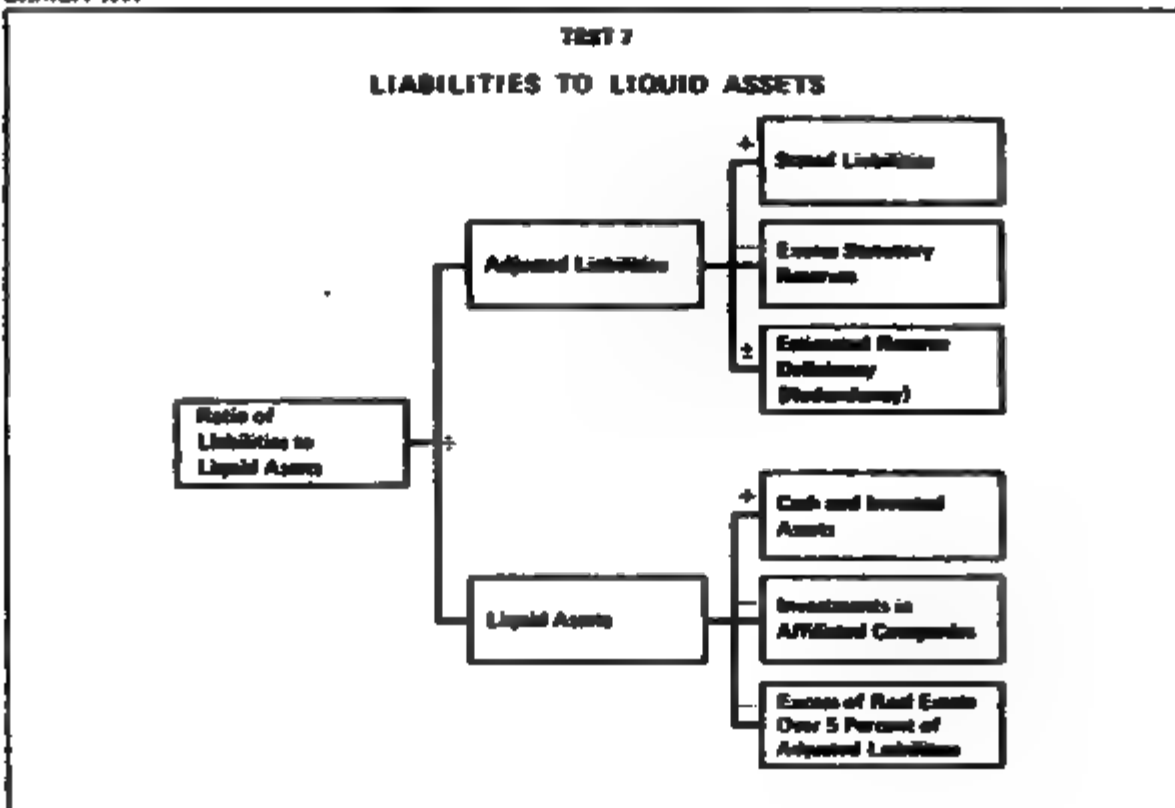 TEST 7
LIABILITIES TO LIQUID ASSETS
+
Stated Liabilities
Adjusted Liabilities
—
Excess Statutory
Reserves
±
Estimated Reserve
Deficiency
(Redundancy)
Ratio of
Liabilities to
Liquid Assets
÷
+
Cash and Invested
Assets
Liquid Assets
—
Investments in
Affiliated Companies
—
Excess of Real Estate
Over 5 Percent of
Adjusted Liabilities